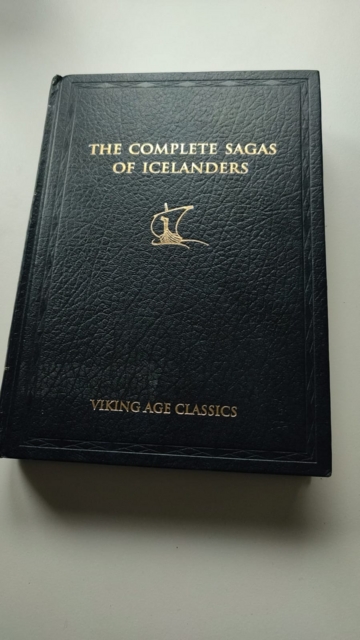 THE COMPLETE SAGAS
OF ICELANDERS
VIKING AGE CLASSICS